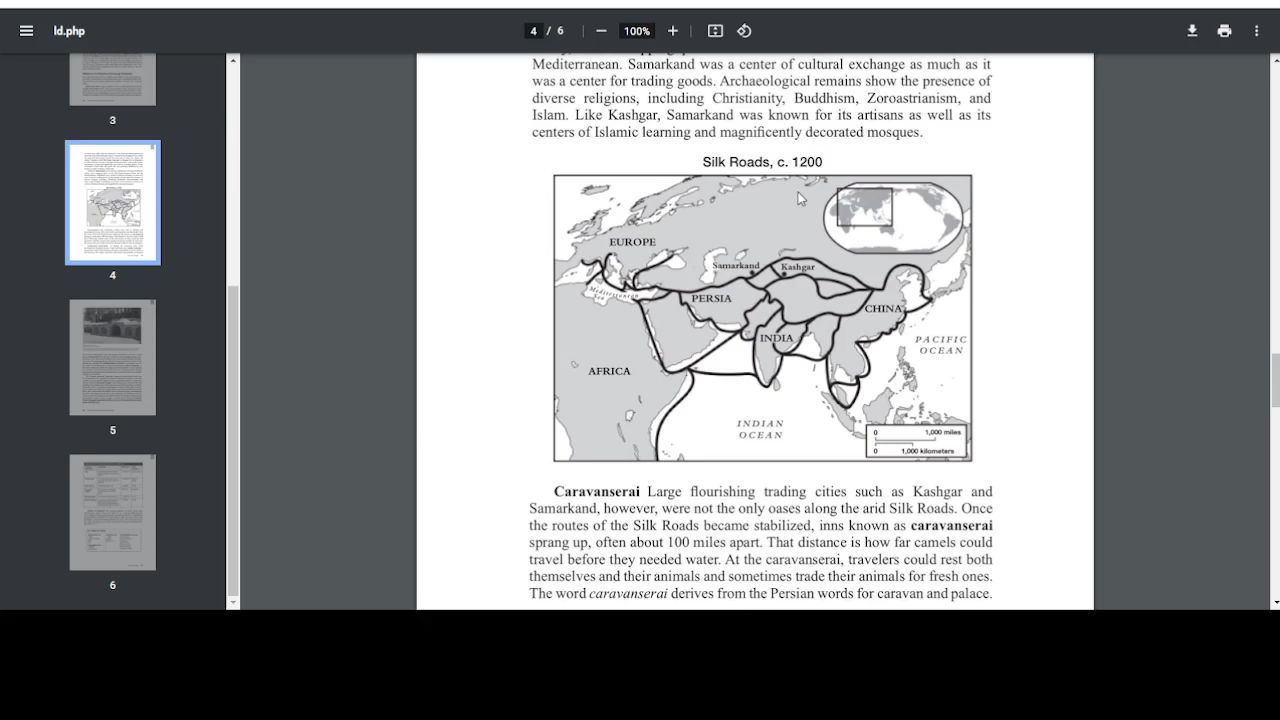 ld.php
4 / 6
100%
Mediterranean. Samarkand was a center of cultural exchange as much as it
was a center for trading goods. Archaeological remains show the presence of
diverse religions, including Christianity, Buddhism, Zoroastrianism, and
Islam. Like Kashgar, Samarkand was known for its artisans as well as its
centers of Islamic learning and magnificently decorated mosques.
Silk Roads, c. 1200
EUROPE
Samarkand
Kashgar
Mediterranean
Sea
PERSIA
CHINA
INDIA
PACIFIC
OCEAN
AFRICA
INDIAN
OCEAN
0 1,000 miles
0 1,000 kilometers
Caravanserai Large flourishing trading cities such as Kashgar and
Samarkand, however, were not the only oases along the arid Silk Roads. Once
the routes of the Silk Roads became stabilized, inns known as caravanserai
sprang up, often about 100 miles apart. That distance is how far camels could
travel before they needed water. At the caravanserai, travelers could rest both
themselves and their animals and sometimes trade their animals for fresh ones.
The word caravanserai derives from the Persian words for caravan and palace.
3
4
5
6